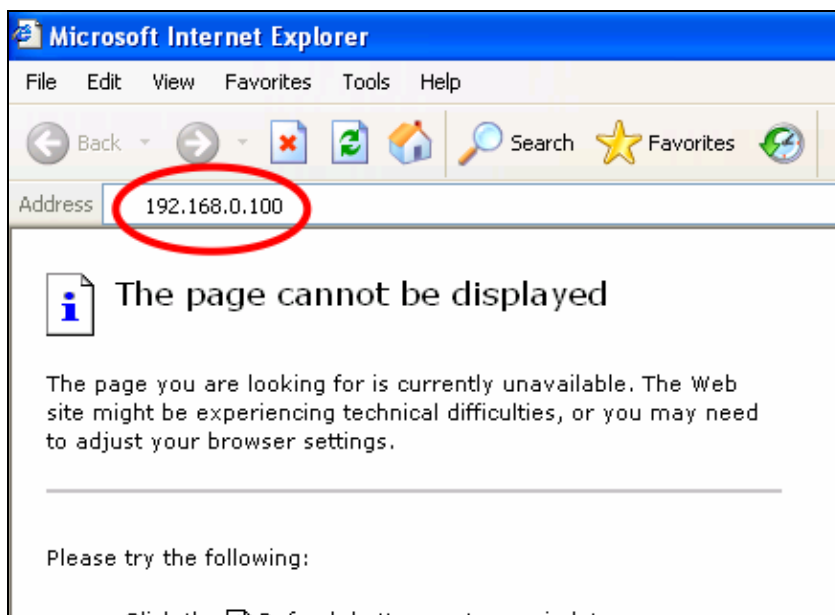 Microsoft Internet Explorer
File Edit View Favorites Tools Help
Back Search Favorites
Address 192.168.0.100
The page cannot be displayed
The page you are looking for is currently unavailable. The Web
site might be experiencing technical difficulties, or you may need
to adjust your browser settings.
Please try the following: